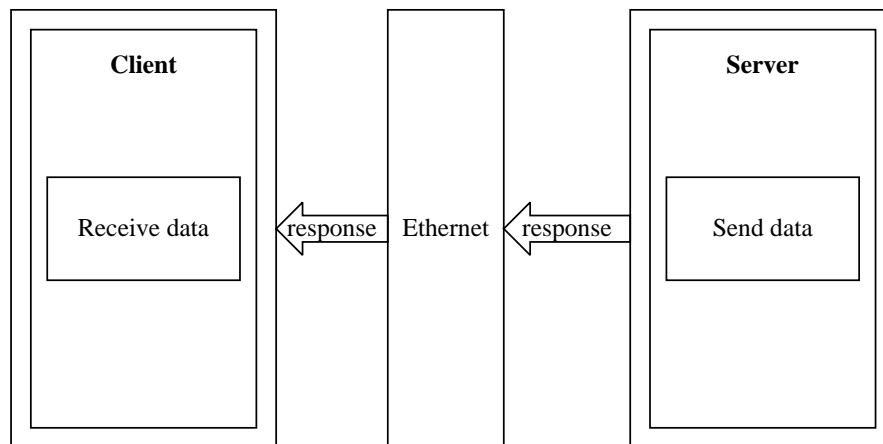 Client
Server
Receive data
response
Ethernet
response
Send data